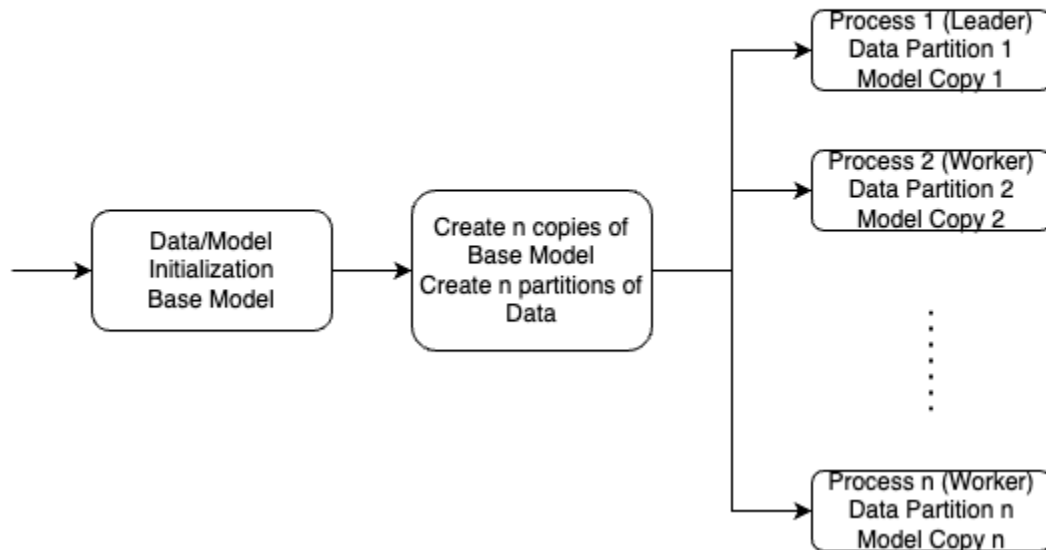 Data/Model
Initialization
Base Model
Create n copies of
Base Model
Create n partitions of
Data
Process 1 (Leader)
Data Partition 1
Model Copy 1
Process 2 (Worker)
Data Partition 2
Model Copy 2
Process n (Worker)
Data Partition n
Model Copy n